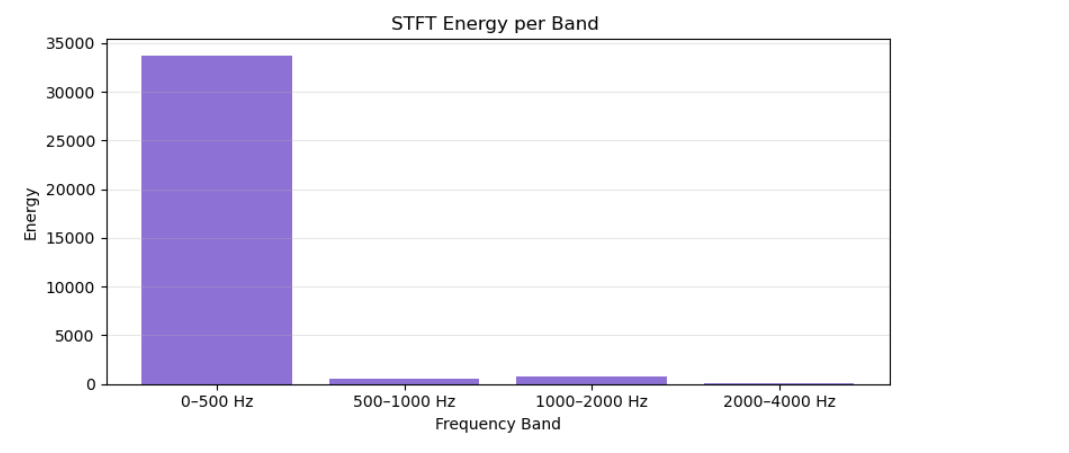 STFT Energy per Band
35000
30000
25000
20000
15000
10000
5000
0
Energy
0–500 Hz
500–1000 Hz
1000–2000 Hz
2000–4000 Hz
Frequency Band